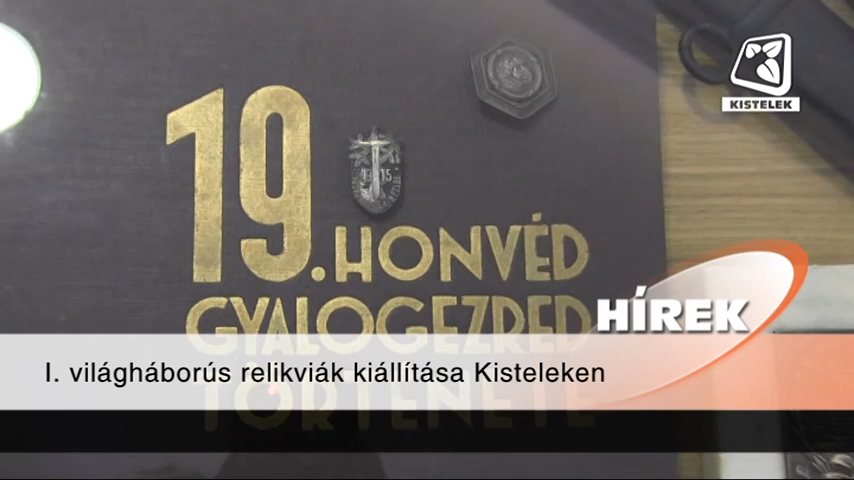 KISTELEK
19. HONVÉD
GYALOGEZRED
TÖRTÉNETE
1915
HÍREK
I. világháborús relikviák kiállítása Kisteleken